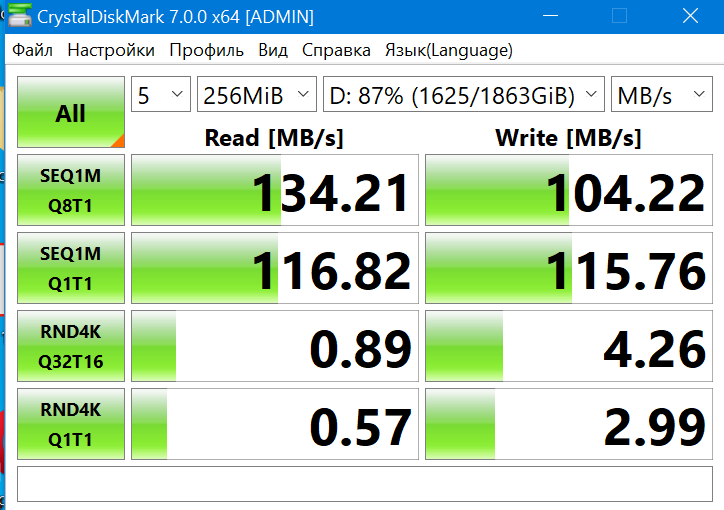 CrystalDiskMark 7.0.0 x64 [ADMIN]
Файл Настройки Профиль Вид Справка Язык(Language)
All 5 256MiB D: 87% (1625/1863GiB) MB/s
Read [MB/s] Write [MB/s]
SEQ1M
Q8T1
134.21 104.22
SEQ1M
Q1T1
116.82 115.76
RND4K
Q32T16
0.89 4.26
RND4K
Q1T1
0.57 2.99